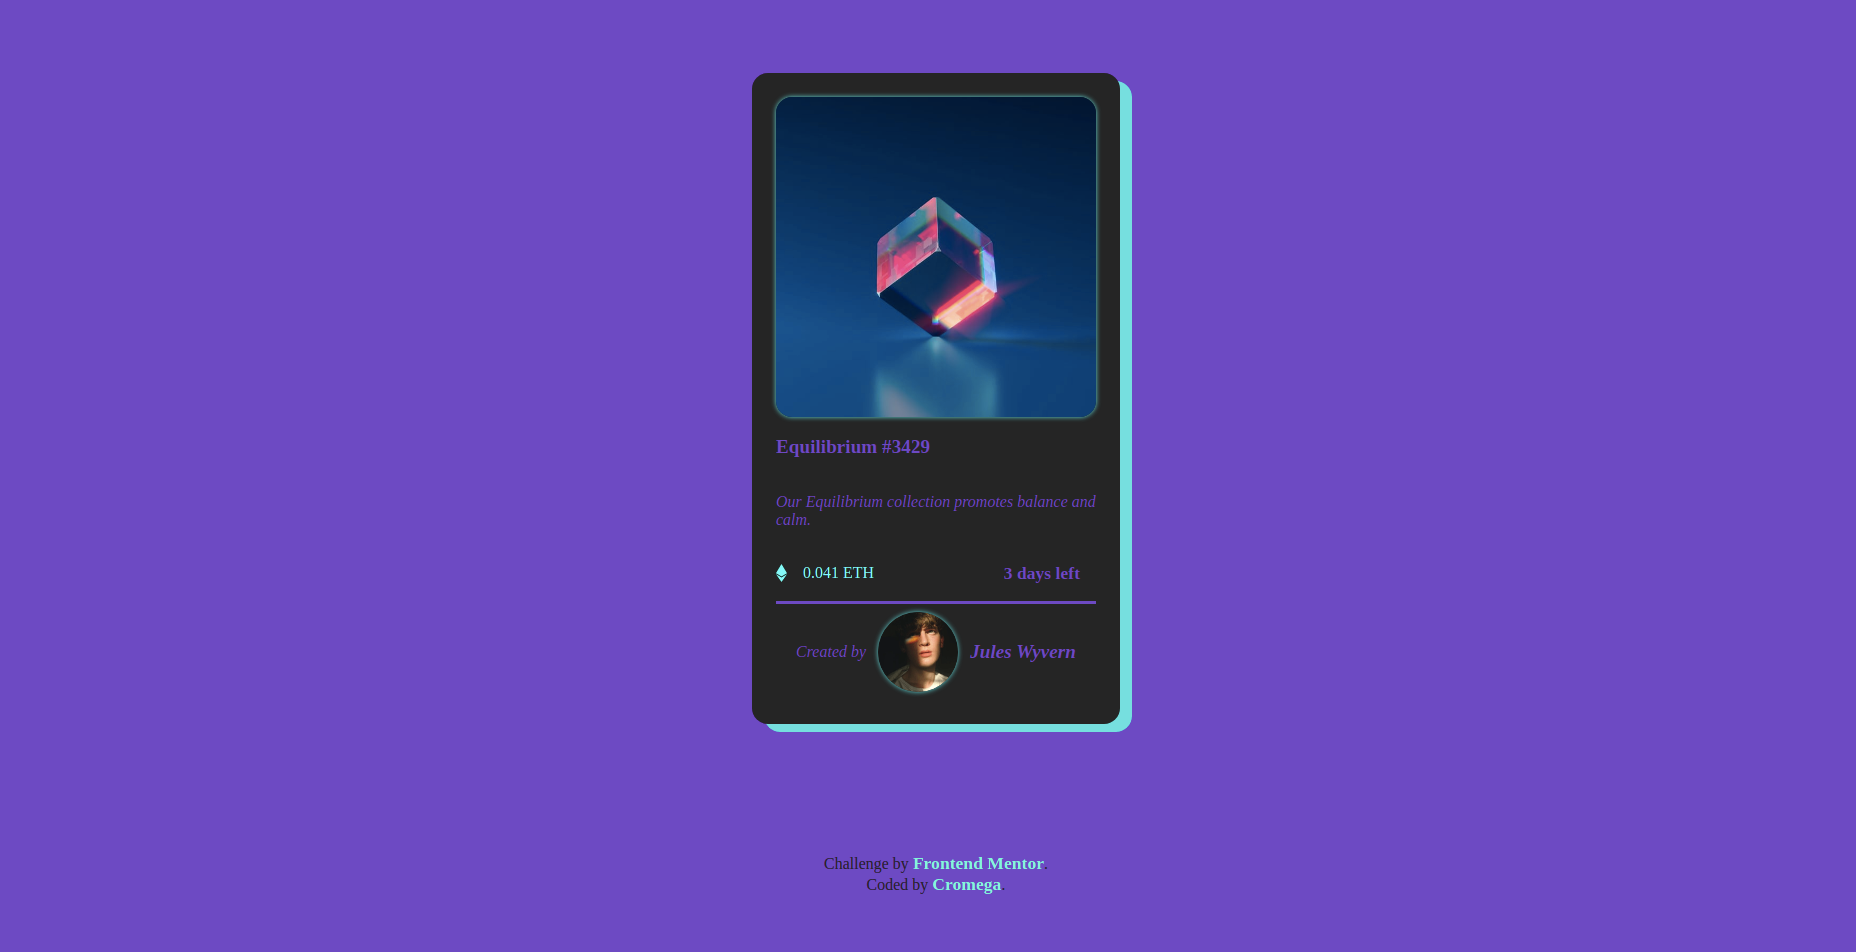 Equilibrium #3429
Our Equilibrium collection promotes balance and
calm.
0.041 ETH
3 days left
Created by
Jules Wyvern
Challenge by Frontend Mentor.
Coded by Cromega.